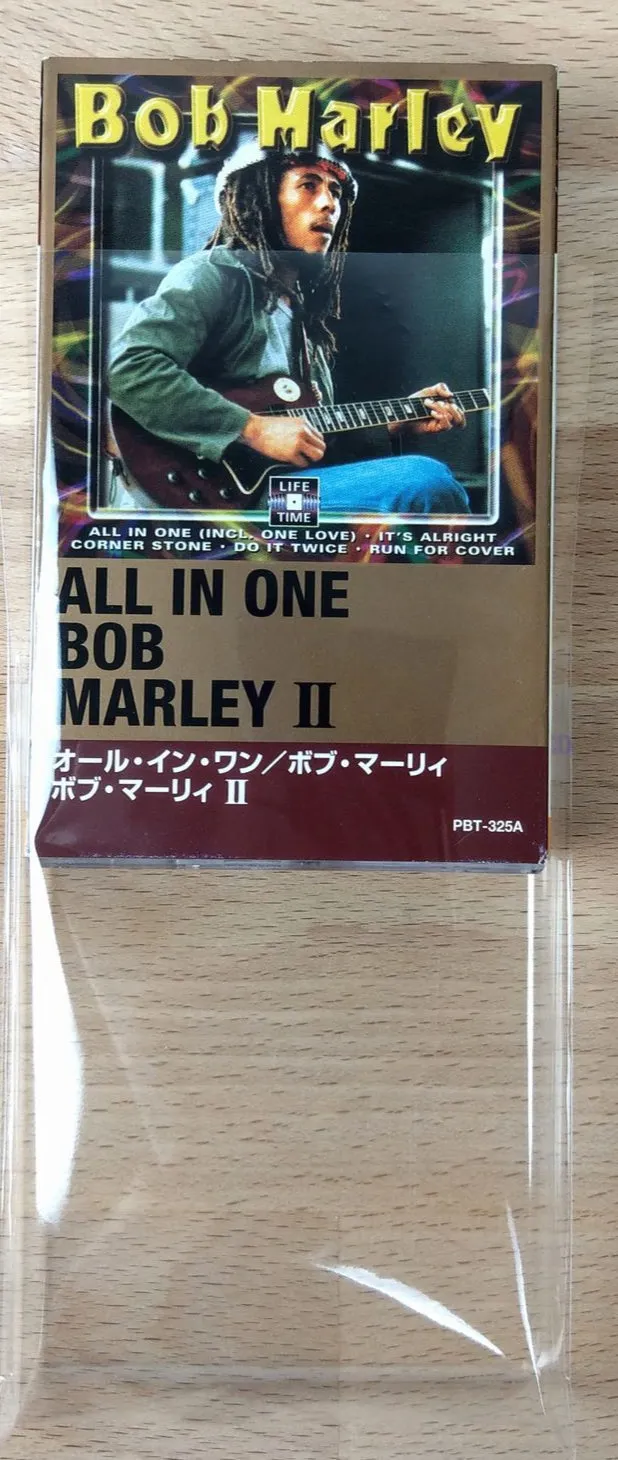 Bob Marley
LIFE
TIME
ALL IN ONE (INCL. ONE LOVE) · IT'S ALRIGHT
CORNER STONE · DO IT TWICE · RUN FOR COVER
ALL IN ONE
BOB
MARLEY II
オール・イン・ワン／ボブ・マーリィ
ボブ・マーリィ II
PBT-325A